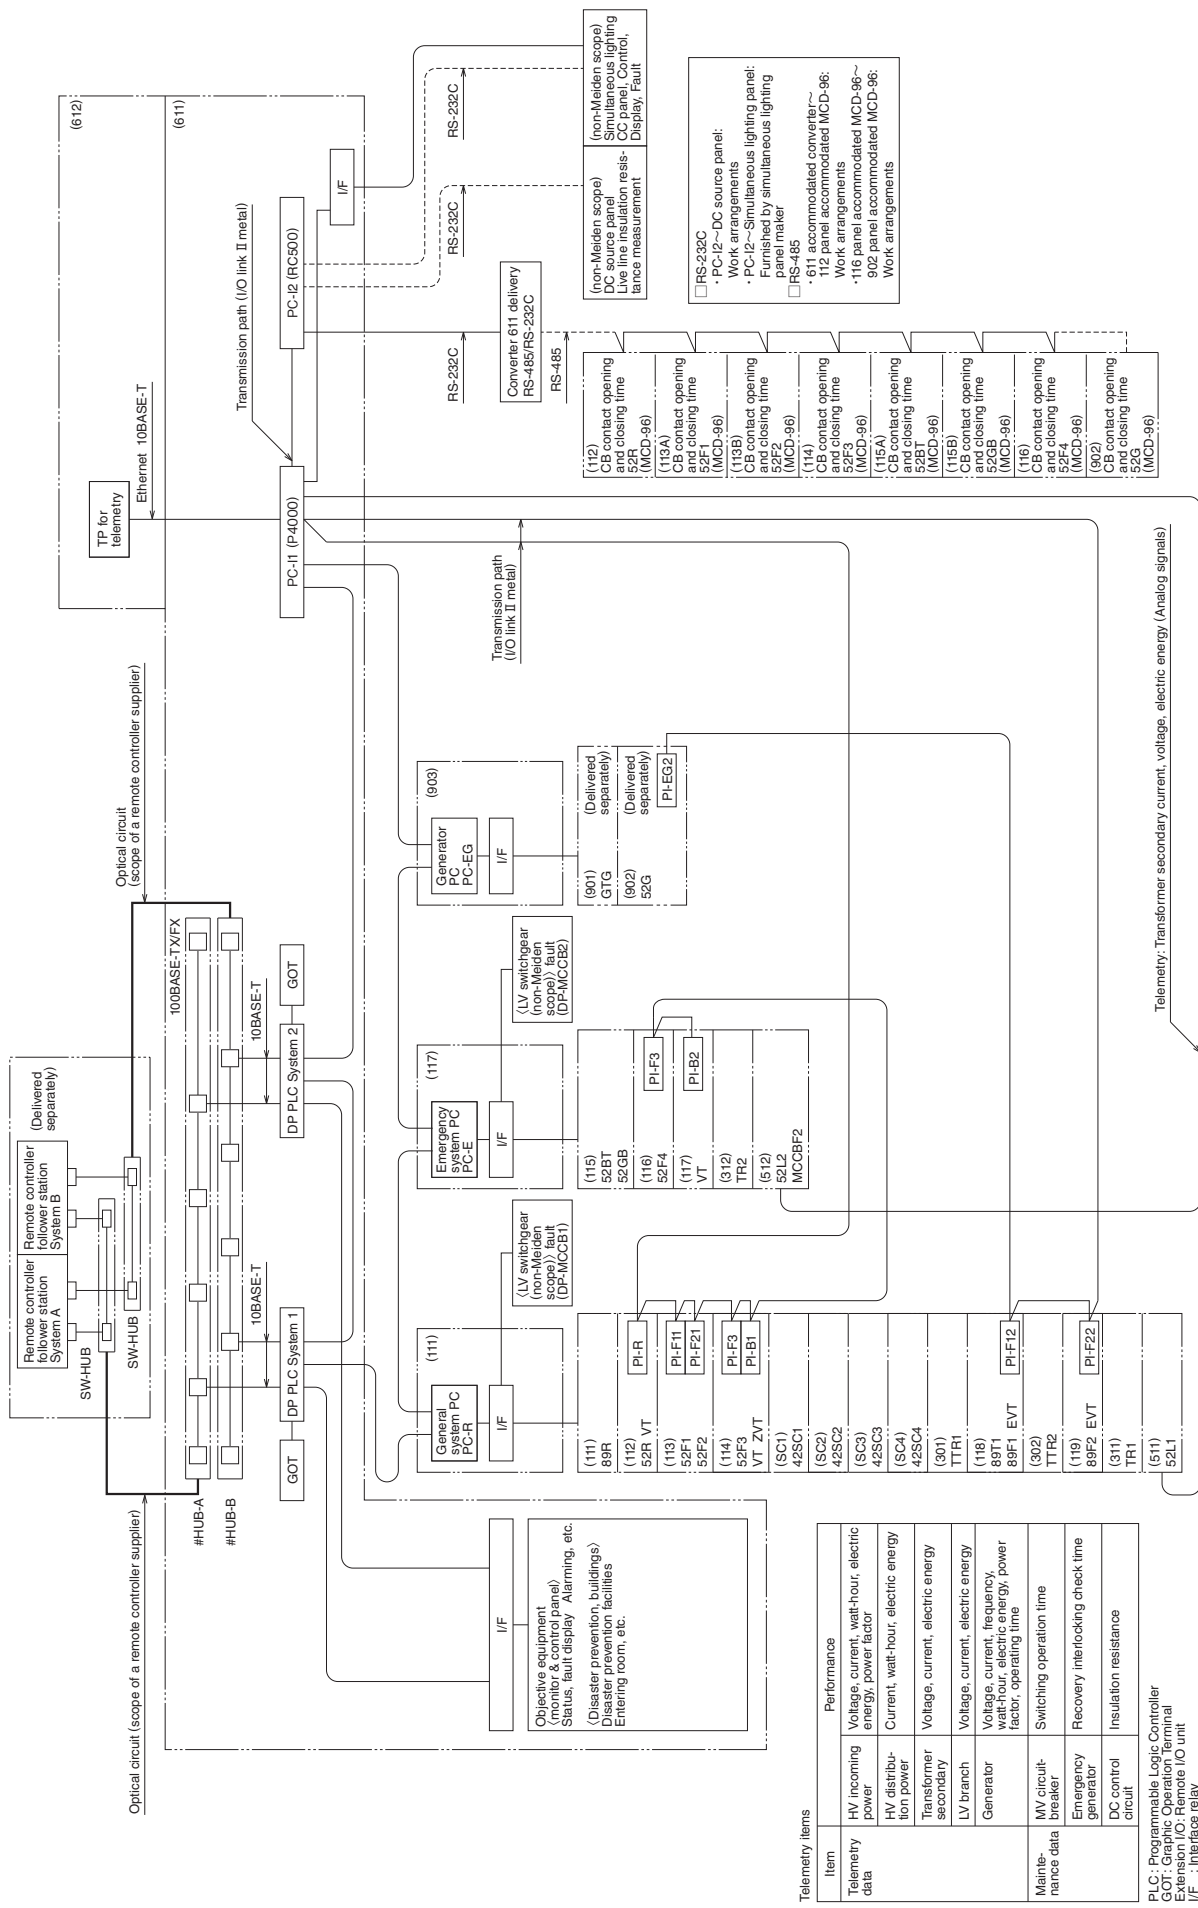 Optical circuit (scope of a remote controller supplier)
Remote controller
follower station
System A
Remote controller
follower station
System B
(Delivered
separately)
SW-HUB
SW-HUB
Optical circuit
(scope of a remote controller supplier)
TP for
telemetry
Ethernet 10BASE-T
(612)
(611)
#HUB-A
#HUB-B
100BASE-TX/FX
10BASE-T
10BASE-T
GOT
DP PLC System 1
DP PLC System 2
GOT
PC-I1 (P4000)
Transmission path (I/O link II metal)
PC-I2 (RC500)
I/F
I/F
Objective equipment
〈monitor & control panel〉
Status, fault display Alarming, etc.
〈Disaster prevention, buildings〉
Disaster prevention facilities
Entering room, etc.
(111)
General
system PC
PC-R
I/F
〈LV switchgear
(non-Meiden
scope)〉 fault
(DP-MCCB1)
(117)
Emergency
system PC
PC-E
I/F
〈LV switchgear
(non-Meiden
scope)〉 fault
(DP-MCCB2)
(903)
Generator
PC
PC-EG
I/F
Transmission path
(I/O link II metal)
(111)
89R
(112)
52R VT
PI-R
(113)
52F1
52F2
PI-F11
PI-F21
(114)
52F3
VT ZVT
PI-F3
PI-B1
(SC1)
42SC1
(SC2)
42SC2
(SC3)
42SC3
(SC4)
42SC4
(301)
TTR1
(118)
89T1
89F1 EVT
PI-F12
(302)
TTR2
(119)
89F2 EVT
PI-F22
(311)
TR1
(511)
52L1
(115)
52BT
52GB
(116)
52F4
PI-F3
(117)
VT
PI-B2
(312)
TR2
(512)
52L2
MCCBF2
(901)
GTG
(Delivered
separately)
(902)
52G
(Delivered
separately)
PI-EG2
RS-232C
RS-232C
RS-232C
Converter 611 delivery
RS-485/RS-232C
RS-485
(non-Meiden scope)
DC source panel
Live line insulation resis-
tance measurement
(non-Meiden scope)
Simultaneous lighting
CC panel, Control,
Display, Fault
(112)
CB contact opening
and closing time
52R
(MCD-96)
(113A)
CB contact opening
and closing time
52F1
(MCD-96)
(113B)
CB contact opening
and closing time
52F2
(MCD-96)
(114)
CB contact opening
and closing time
52F3
(MCD-96)
(115A)
CB contact opening
and closing time
52BT
(MCD-96)
(115B)
CB contact opening
and closing time
52GB
(MCD-96)
(116)
CB contact opening
and closing time
52F4
(MCD-96)
(902)
CB contact opening
and closing time
52G
(MCD-96)
□RS-232C
・PC-I2～DC source panel:
Work arrangements
・PC-I2～Simultaneous lighting panel:
Furnished by simultaneous lighting
panel maker
□RS-485
・611 accommodated converter～
112 panel accommodated MCD-96:
Work arrangements
・116 panel accommodated MCD-96～
902 panel accommodated MCD-96:
Work arrangements
Telemetry: Transformer secondary current, voltage, electric energy (Analog signals)
Telemetry items
Item
Performance
Telemetry
data
HV incoming
power
Voltage, current, watt-hour, electric
energy, power factor
HV distribu-
tion power
Current, watt-hour, electric energy
Transformer
secondary
Voltage, current, electric energy
LV branch
Voltage, current, electric energy
Generator
Voltage, current, frequency,
watt-hour, electric energy, power
factor, operating time
Mainte-
nance data
MV circuit-
breaker
Switching operation time
Emergency
generator
Recovery interlocking check time
DC control
circuit
Insulation resistance
PLC : Programmable Logic Controller
GOT : Graphic Operation Terminal
Extension I/O: Remote I/O unit
I/F : Interface relay